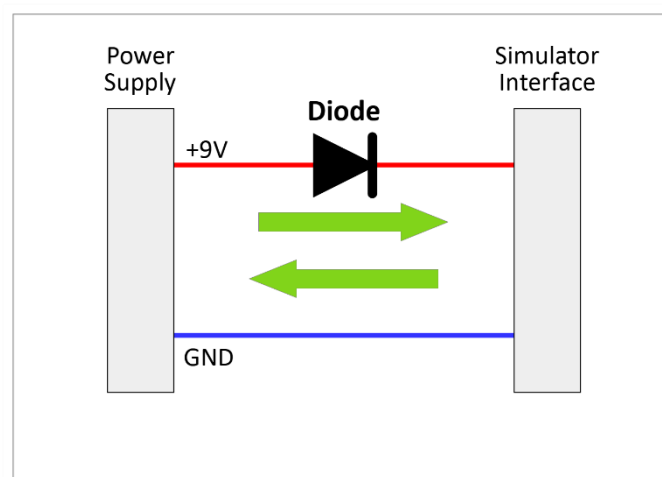 Power
Supply
Simulator
Interface
Diode
+9V
GND